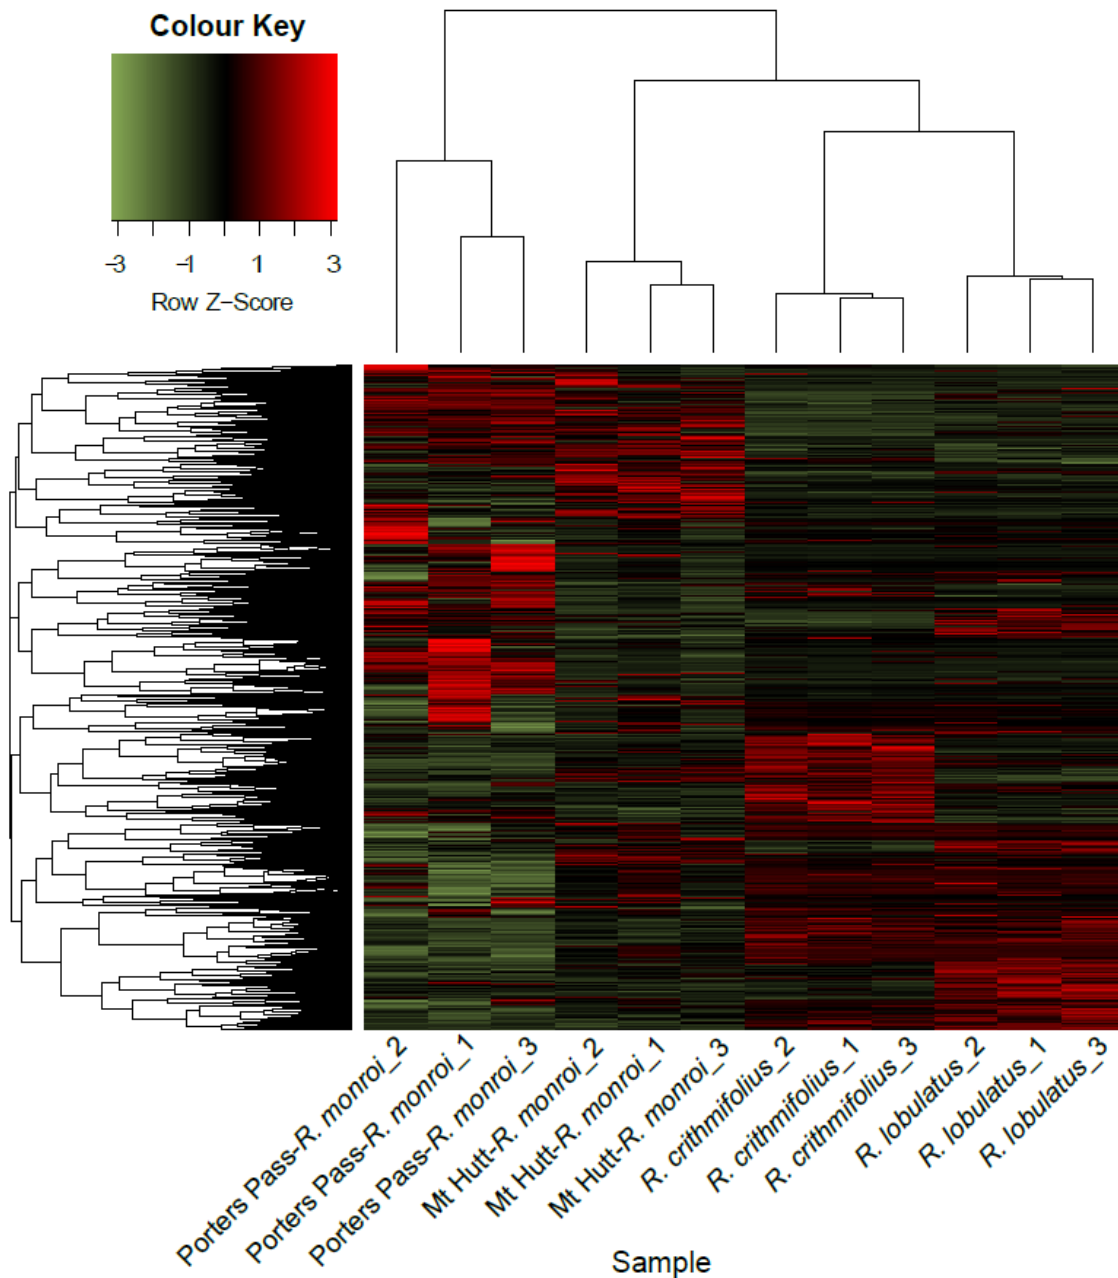 Colour Key
−3 −1 1 3
Row Z−Score
Porters Pass-R. monroi_2
Porters Pass-R. monroi_1
Porters Pass-R. monroi_3
Mt Hutt-R. monroi_2
Mt Hutt-R. monroi_1
Mt Hutt-R. monroi_3
R. crithmifolius_2
R. crithmifolius_1
R. crithmifolius_3
R. lobulatus_2
R. lobulatus_1
R. lobulatus_3
Sample